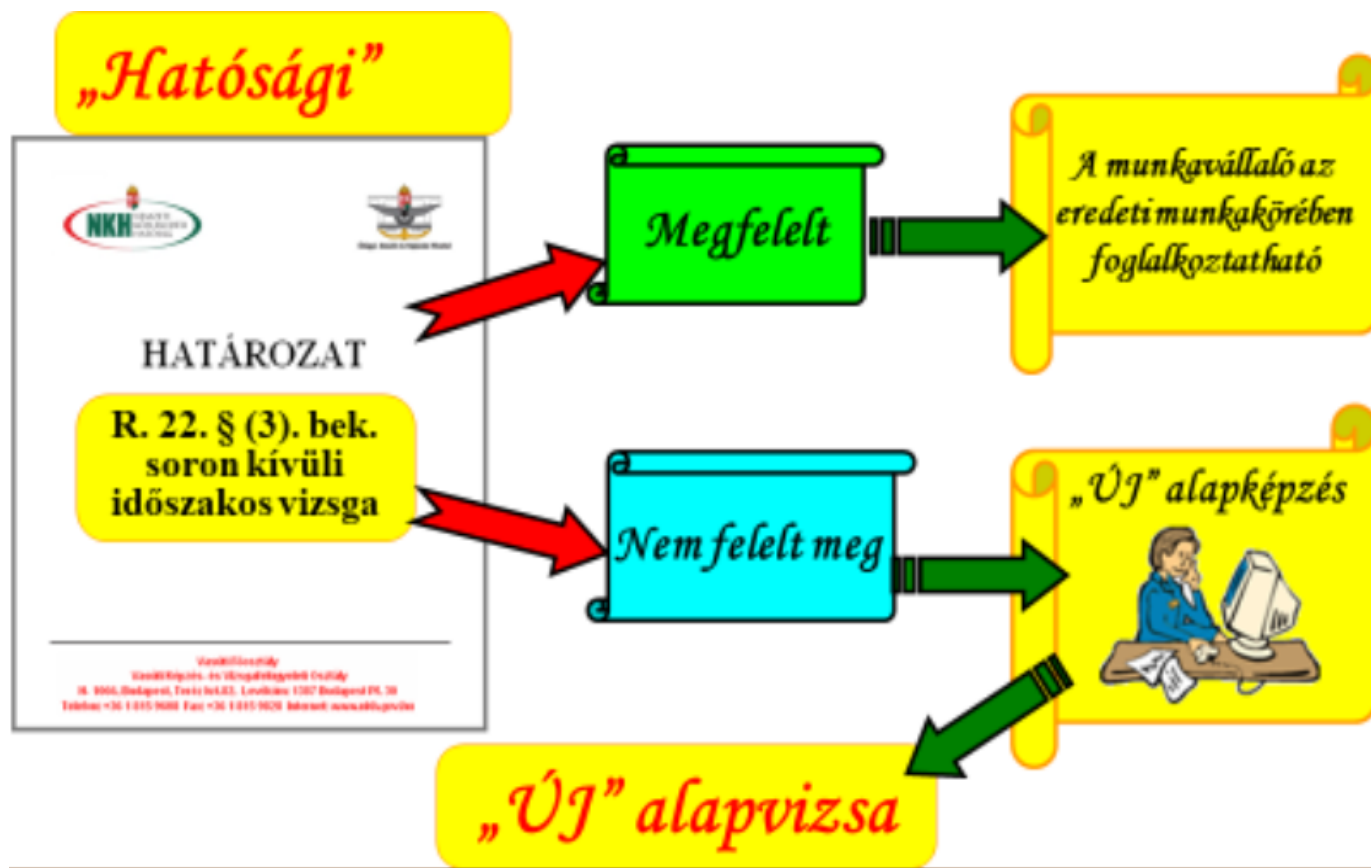 „Hatósági”
NKH
HATÁROZAT
R. 22. § (3). bek.
soron kívüli
időszakos vizsga
Megfelelt
A munkavállaló az
eredeti munkakörében
foglalkoztatható
Nem felelt meg
„ÚJ” alapképzés
„ÚJ” alapvizsa